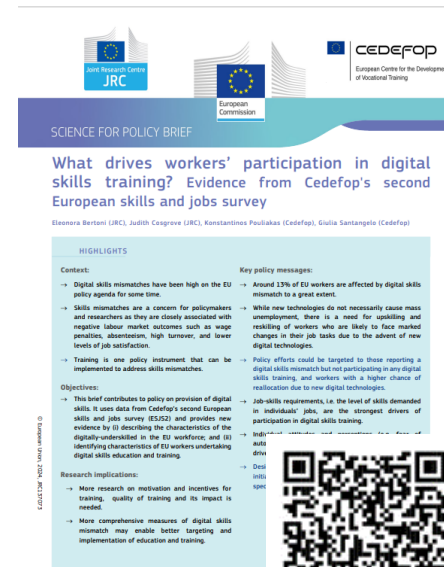 Joint Research Centre
JRC
European
Commission
CEDEFOP
European Centre for the Developme
of Vocational Training
SCIENCE FOR POLICY BRIEF
What drives workers' participation in digital
skills training? Evidence from Cedefop's second
European skills and jobs survey
Eleonora Bertoni (JRC), Judith Cosgrove (JRC), Konstantinos Pouliakas (Cedefop), Giulia Santangelo (Cedefop)
HIGHLIGHTS
Context:
→ Digital skills mismatches have been high on the EU
policy agenda for some time.
→ Skills mismatches are a concern for policymakers
and researchers as they are closely associated with
negative labour market outcomes such as wage
penalties, absenteeism, high turnover, and lower
levels of job satisfaction.
→ Training is one policy instrument that can be
implemented to address skills mismatches.
Objectives:
→ This brief contributes to policy on provision of digital
skills. It uses data from Cedefop's second European
skills and jobs survey (ESJS2) and provides new
evidence by (i) describing the characteristics of the
digitally-underskilled in the EU workforce; and (ii)
identifying characteristics of EU workers undertaking
digital skills education and training.
Research implications:
→ More research on motivation and incentives for
training, quality of training and its impact is
needed.
→ More comprehensive measures of digital skills
mismatch may enable better targeting and
implementation of education and training.
Key policy messages:
→ Around 13% of EU workers are affected by digital skills
mismatch to a great extent.
→ While new technologies do not necessarily cause mass
unemployment, there is a need for upskilling and
reskilling of workers who are likely to face marked
changes in their job tasks due to the advent of new
digital technologies.
→ Policy efforts could be targeted to those reporting a
digital skills mismatch but not participating in any digital
skills training, and workers with a higher chance of
reallocation due to new digital technologies.
→ Job-skills requirements, i.e. the level of skills demanded
in individuals' jobs, are the strongest drivers of
participation in digital skills training.
→
auto
drive
→ Desi
initia
spec
© European Union, 2024, JRC137073